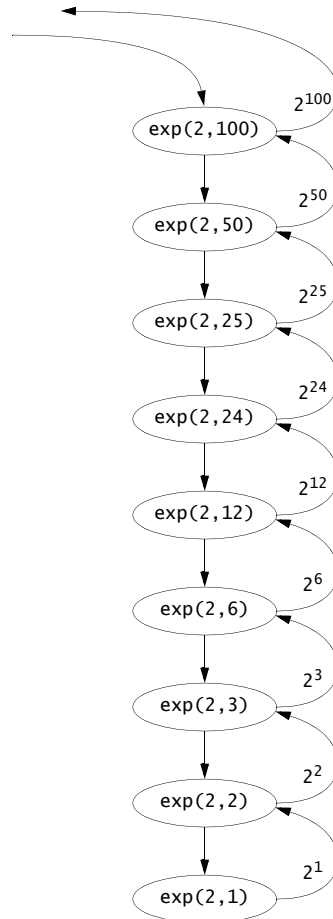 2^100
exp(2,100)
2^50
exp(2,50)
2^25
exp(2,25)
2^24
exp(2,24)
2^12
exp(2,12)
2^6
exp(2,6)
2^3
exp(2,3)
2^2
exp(2,2)
2^1
exp(2,1)